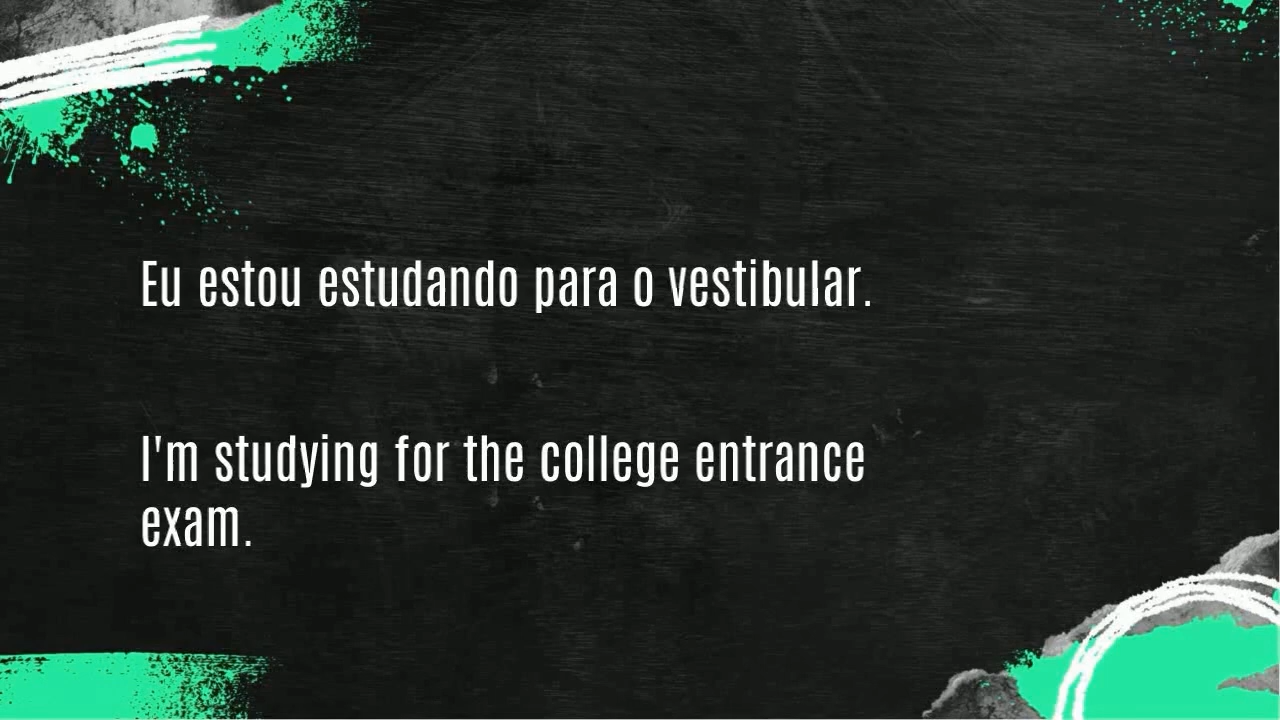 Eu estou estudando para o vestibular.
I'm studying for the college entrance
exam.